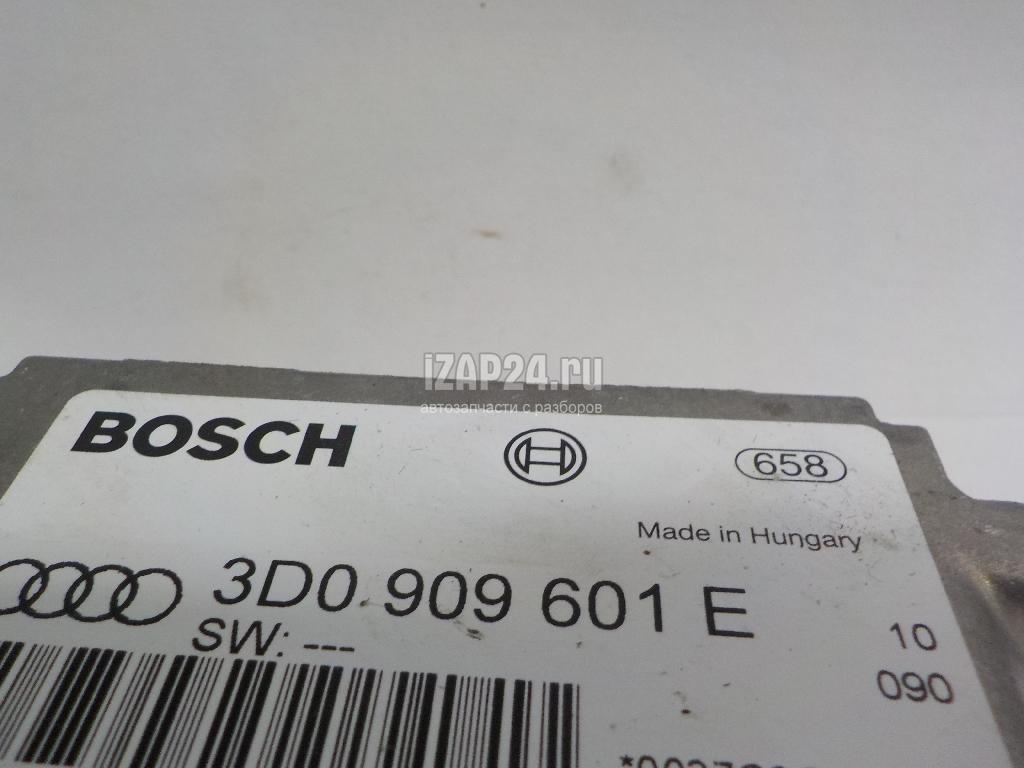 iZAP24.ru
автозапчасти с разборов
BOSCH
658
Made in Hungary
3D0 909 601 E
SW: ---
10
090